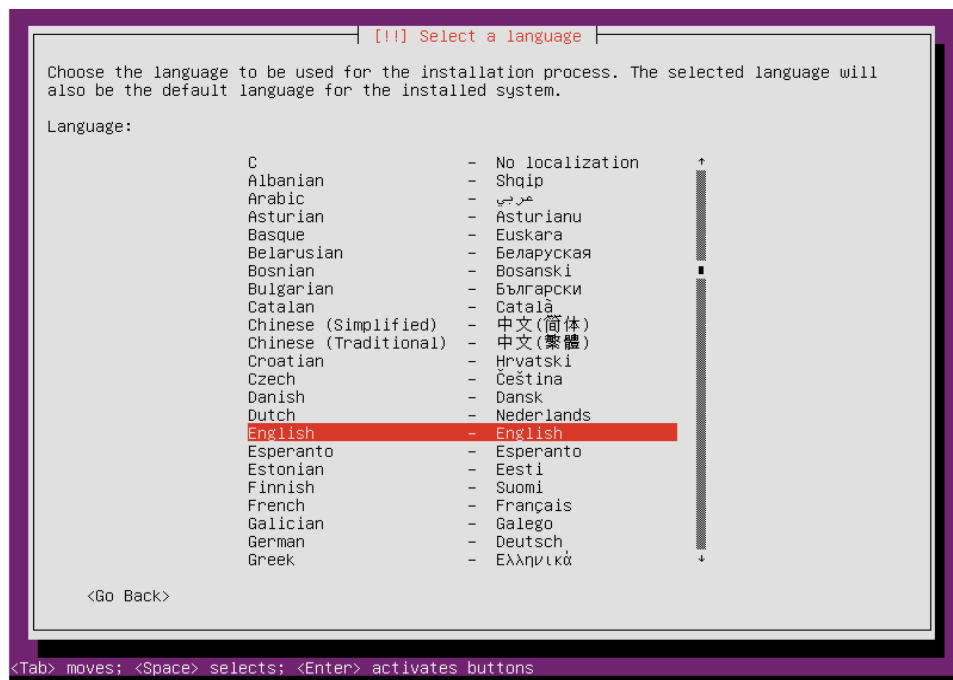 [!!] Select a language
Choose the language to be used for the installation process. The selected language will
also be the default language for the installed system.
Language:
C - No localization
Albanian - Shqip
Arabic - عربي
Asturian - Asturianu
Basque - Euskara
Belarusian - Беларуская
Bosnian - Bosanski
Bulgarian - Български
Catalan - Català
Chinese (Simplified) - 中文(简体)
Chinese (Traditional) - 中文(繁體)
Croatian - Hrvatski
Czech - Čeština
Danish - Dansk
Dutch - Nederlands
English - English
Esperanto - Esperanto
Estonian - Eesti
Finnish - Suomi
French - Français
Galician - Galego
German - Deutsch
Greek - Ελληνικά
<Go Back>
<Tab> moves; <Space> selects; <Enter> activates buttons